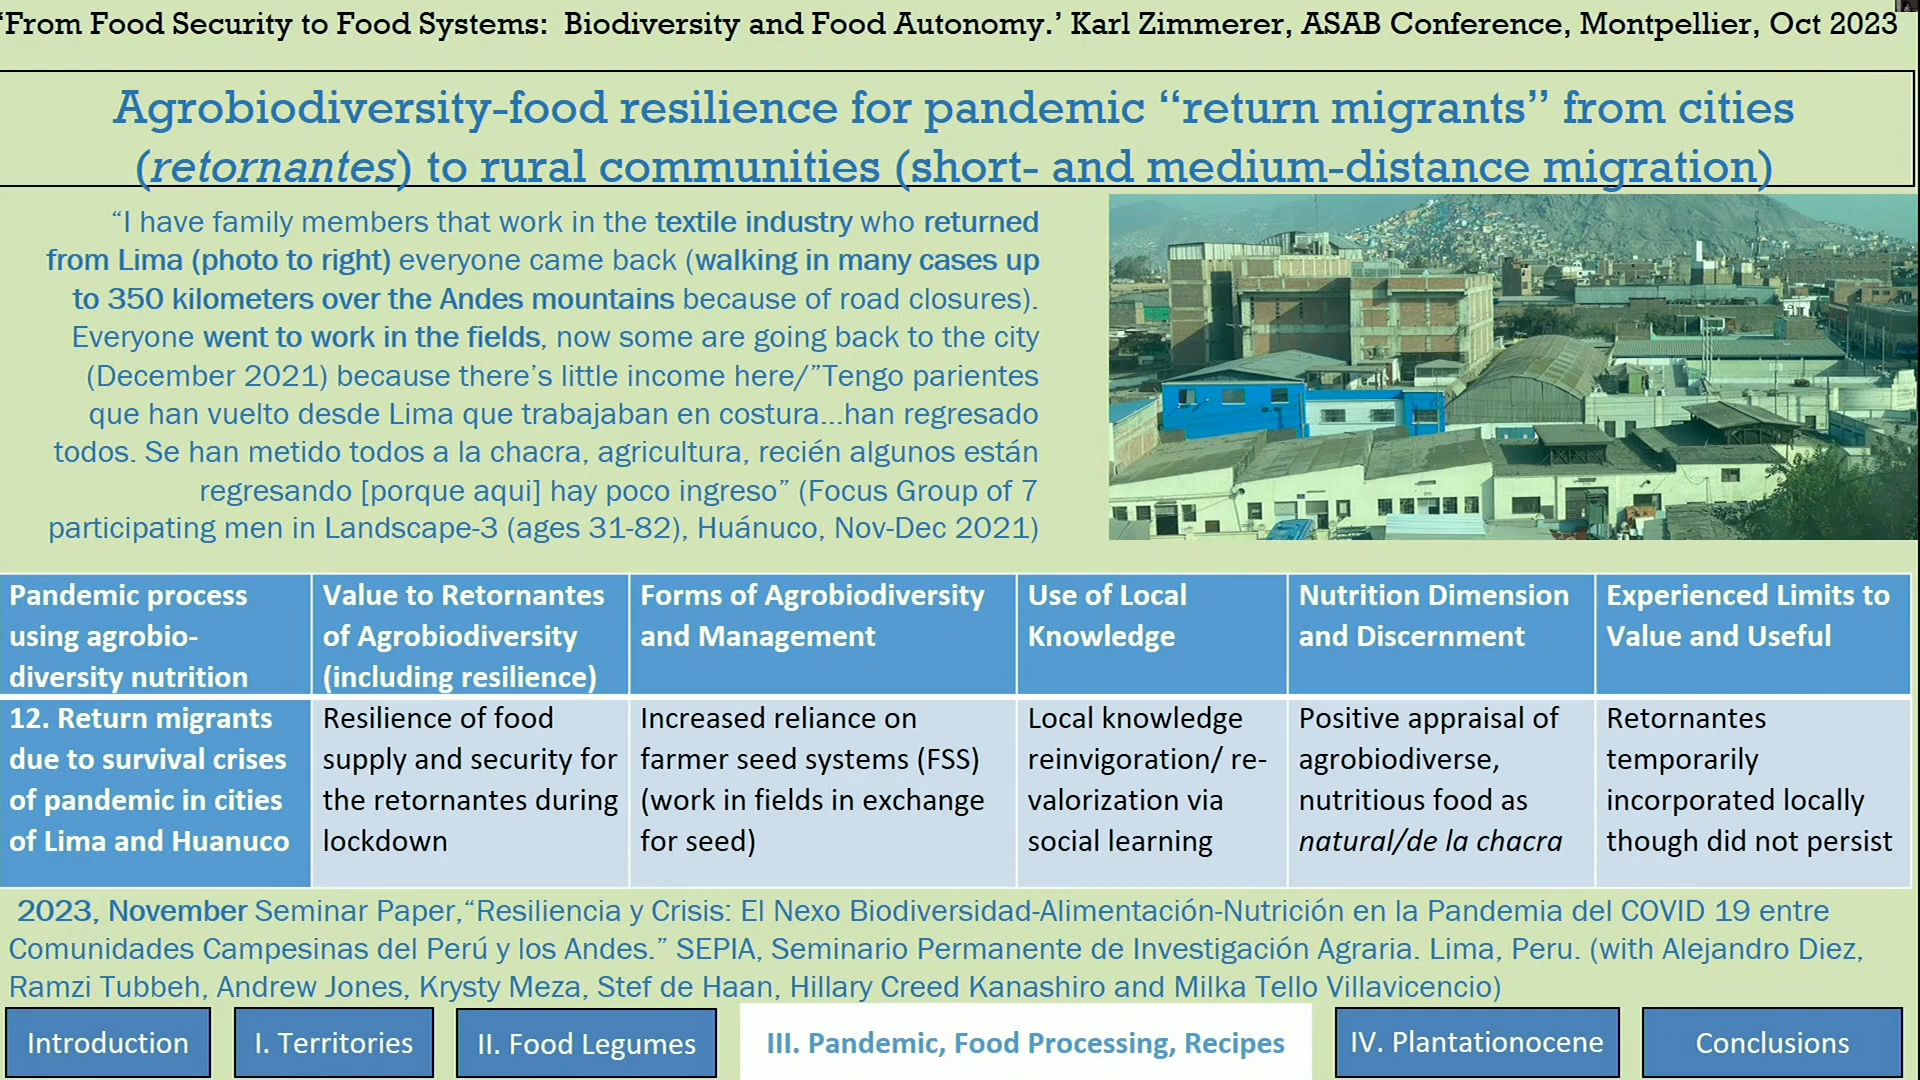 ‘From Food Security to Food Systems:  Biodiversity and Food Autonomy.’ Karl Zimmerer, ASAB Conference, Montpellier, Oct 2023
Agrobiodiversity-food resilience for pandemic “return migrants” from cities
(retornantes) to rural communities (short- and medium-distance migration)
“I have family members that work in the textile industry who returned
from Lima (photo to right) everyone came back (walking in many cases up
to 350 kilometers over the Andes mountains because of road closures).
Everyone went to work in the fields, now some are going back to the city
(December 2021) because there’s little income here/”Tengo parientes
que han vuelto desde Lima que trabajaban en costura...han regresado
todos. Se han metido todos a la chacra, agricultura, recién algunos están
regresando [porque aqui] hay poco ingreso” (Focus Group of 7
participating men in Landscape-3 (ages 31-82), Huánuco, Nov-Dec 2021)
Pandemic process
using agrobio-
diversity nutrition
Value to Retornantes
of Agrobiodiversity
(including resilience)
Forms of Agrobiodiversity
and Management
Use of Local
Knowledge
Nutrition Dimension
and Discernment
Experienced Limits to
Value and Useful
12. Return migrants
due to survival crises
of pandemic in cities
of Lima and Huanuco
Resilience of food
supply and security for
the retornantes during
lockdown
Increased reliance on
farmer seed systems (FSS)
(work in fields in exchange
for seed)
Local knowledge
reinvigoration/ re-
valorization via
social learning
Positive appraisal of
agrobiodiverse,
nutritious food as
natural/de la chacra
Retornantes
temporarily
incorporated locally
though did not persist
2023, November Seminar Paper,“Resiliencia y Crisis: El Nexo Biodiversidad-Alimentación-Nutrición en la Pandemia del COVID 19 entre
Comunidades Campesinas del Perú y los Andes.” SEPIA, Seminario Permanente de Investigación Agraria. Lima, Peru. (with Alejandro Diez,
Ramzi Tubbeh, Andrew Jones, Krysty Meza, Stef de Haan, Hillary Creed Kanashiro and Milka Tello Villavicencio)
Introduction
I. Territories
II. Food Legumes
III. Pandemic, Food Processing, Recipes
IV. Plantationocene
Conclusions